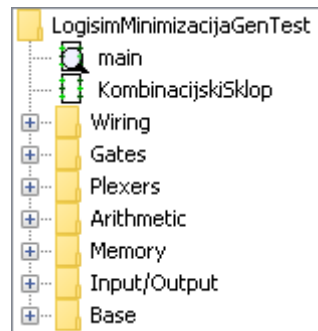 LogisimMinimizacijaGenTest
main
KombinacijskiSklop
Wiring
Gates
Plexers
Arithmetic
Memory
Input/Output
Base